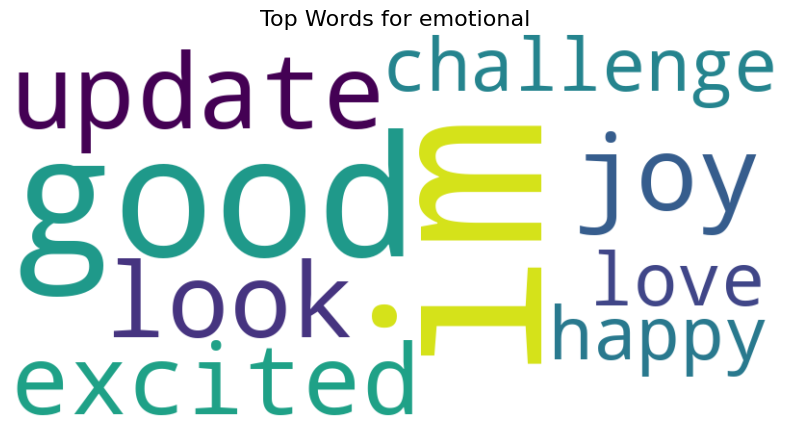 Top Words for emotional
update
challenge
good
im
joy
look
love
happy
excited